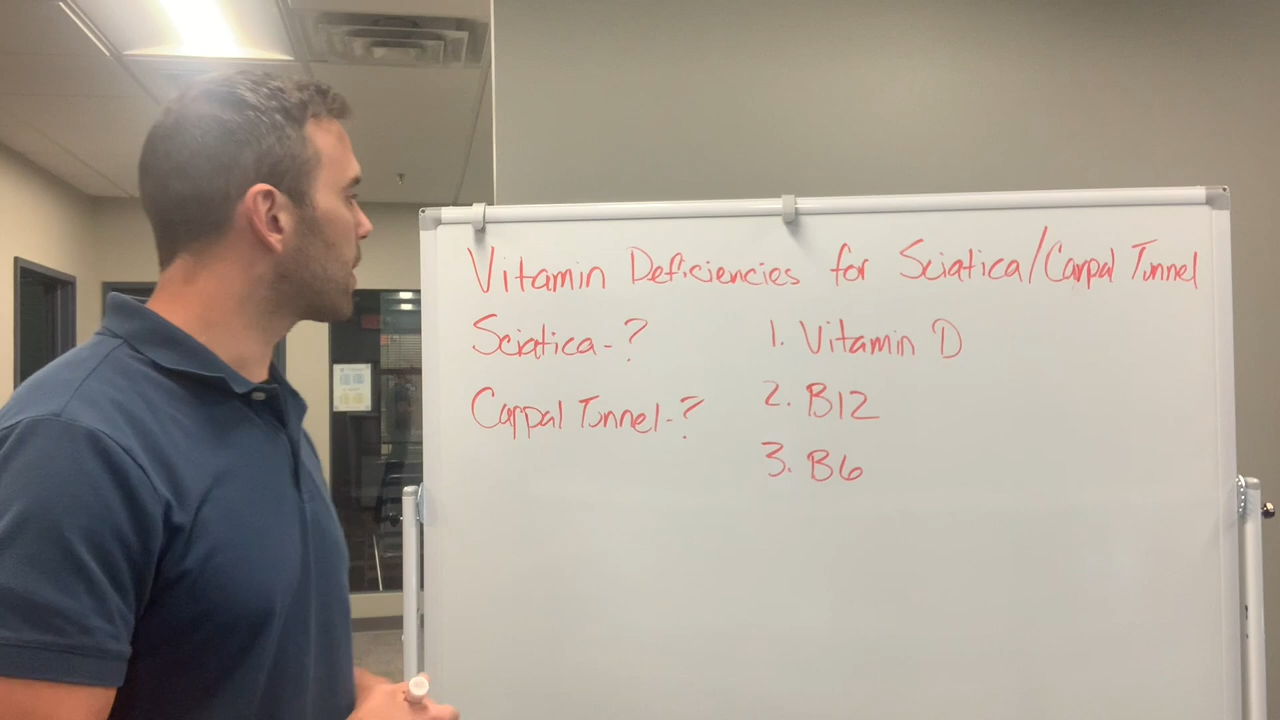 Vitamin Deficiencies for Sciatica/Carpal Tunnel
Sciatica-?
Carpal Tunnel-?
1. Vitamin D
2. B12
3. B6